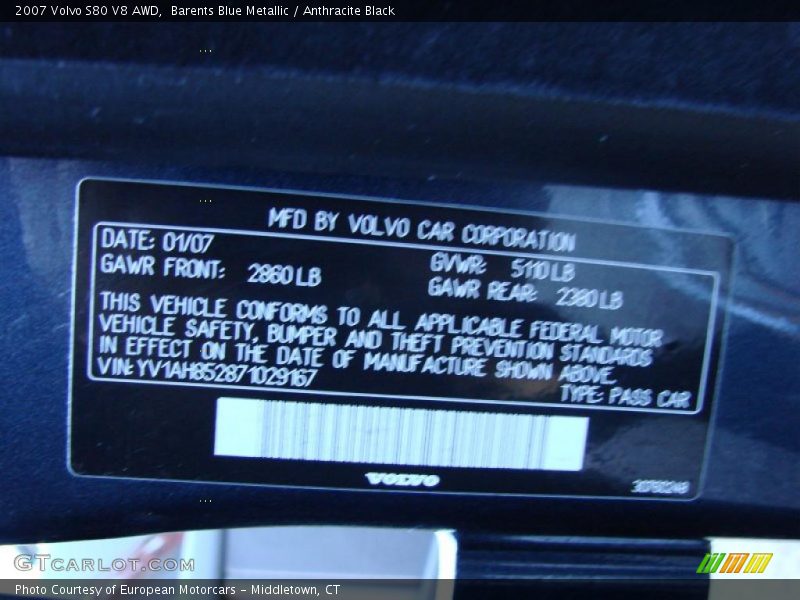 2007 Volvo S80 V8 AWD,  Barents Blue Metallic / Anthracite Black
MFD BY VOLVO CAR CORPORATION
DATE: 01/07
GVWR: 5110 LB
GAWR FRONT: 2860 LB
GAWR REAR: 2380 LB
THIS VEHICLE CONFORMS TO ALL APPLICABLE FEDERAL MOTOR
VEHICLE SAFETY, BUMPER AND THEFT PREVENTION STANDARDS
IN EFFECT ON THE DATE OF MANUFACTURE SHOWN ABOVE.
VIN: YV1AH852871029167
TYPE: PASS CAR
VOLVO
GTCARLOT.COM
Photo Courtesy of European Motorcars - Middletown, CT